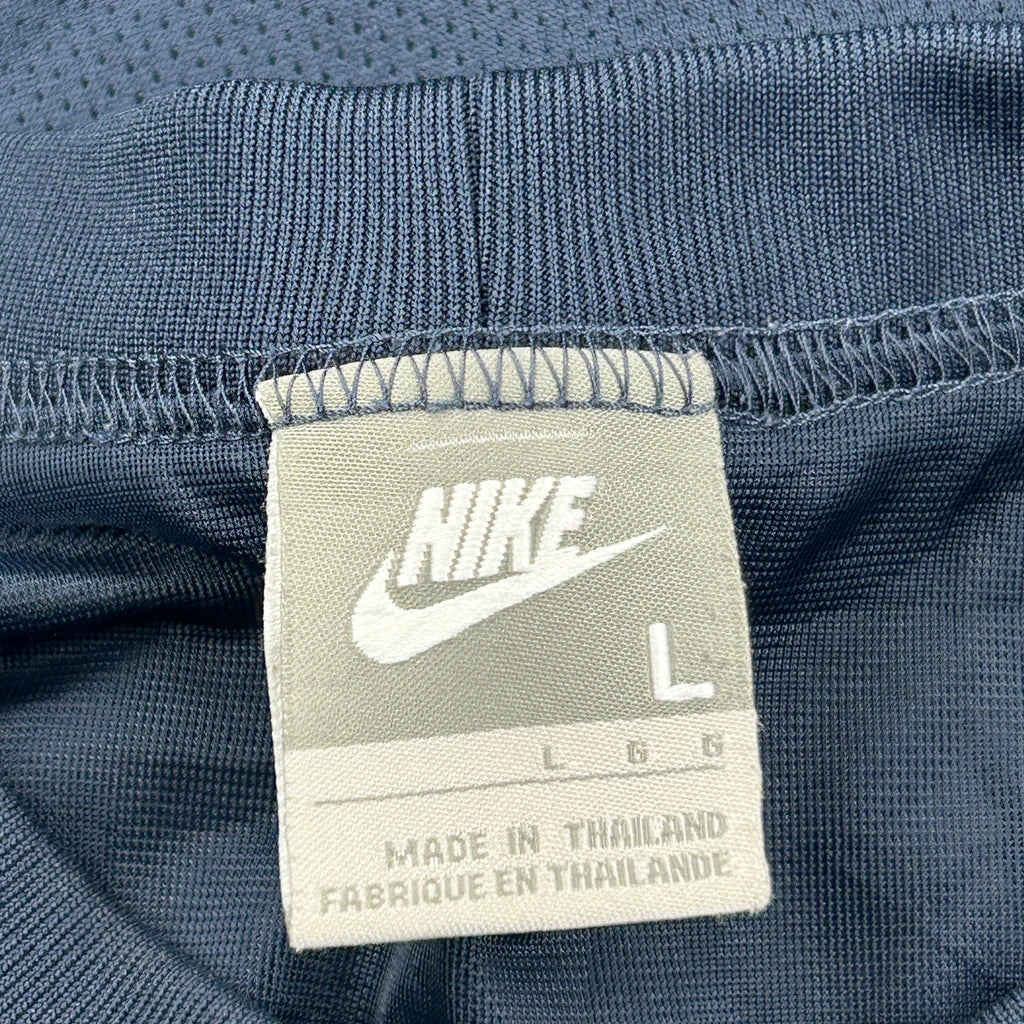 NIKE
L
L G G
MADE IN THAILAND
FABRIQUE EN THAILANDE